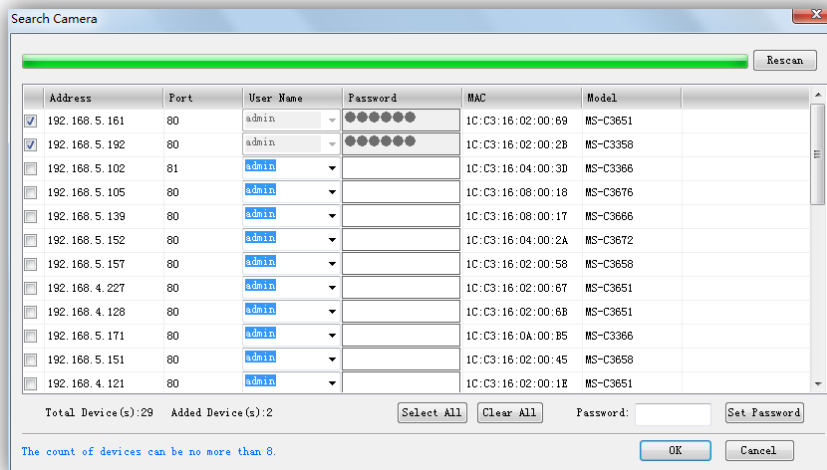 Search Camera
Rescan
Address Port User Name Password MAC Model
192.168.5.161 80 admin ●●●●●● 1C:C3:16:02:00:69 MS-C3651
192.168.5.192 80 admin ●●●●●● 1C:C3:16:02:00:2B MS-C3358
192.168.5.102 81 admin 1C:C3:16:04:00:3D MS-C3366
192.168.5.105 80 admin 1C:C3:16:08:00:18 MS-C3676
192.168.5.139 80 admin 1C:C3:16:08:00:17 MS-C3666
192.168.5.152 80 admin 1C:C3:16:04:00:2A MS-C3672
192.168.5.157 80 admin 1C:C3:16:02:00:58 MS-C3658
192.168.4.227 80 admin 1C:C3:16:02:00:67 MS-C3651
192.168.4.128 80 admin 1C:C3:16:02:00:6B MS-C3651
192.168.5.171 80 admin 1C:C3:16:0A:00:B5 MS-C3366
192.168.5.151 80 admin 1C:C3:16:02:00:45 MS-C3658
192.168.4.121 80 admin 1C:C3:16:02:00:1E MS-C3651
Total Device(s):29 Added Device(s):2 Select All Clear All Password: Set Password
The count of devices can be no more than 8. OK Cancel